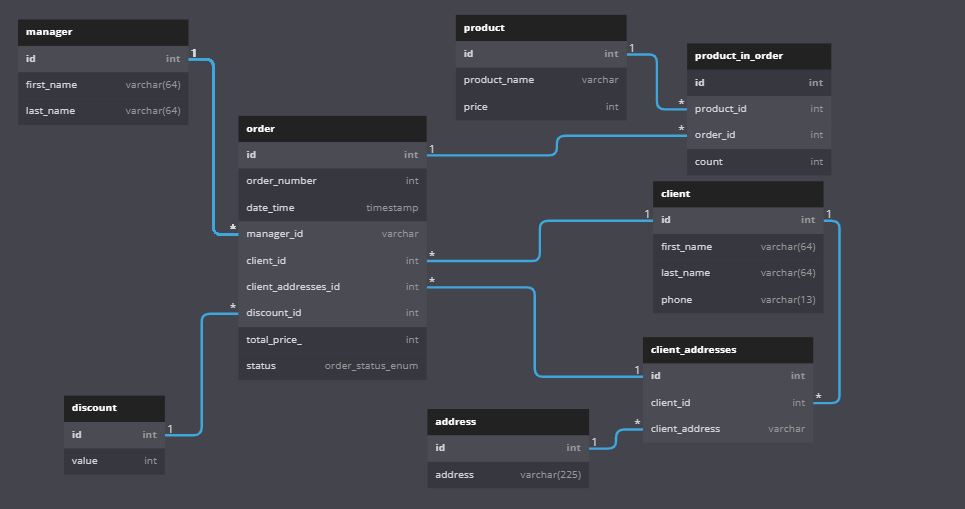 manager
id int
first_name varchar(64)
last_name varchar(64)
1
*
order
id int
order_number int
date_time timestamp
manager_id varchar
client_id int
client_addresses_id int
discount_id int
total_price_ int
status order_status_enum
1
*
*
*
discount
id int
value int
1
product
id int
product_name varchar
price int
1
*
*
product_in_order
id int
product_id int
order_id int
count int
client
id int
first_name varchar(64)
last_name varchar(64)
phone varchar(13)
1
1
client_addresses
id int
client_id int
client_address varchar
1
*
*
address
id int
address varchar(225)
1